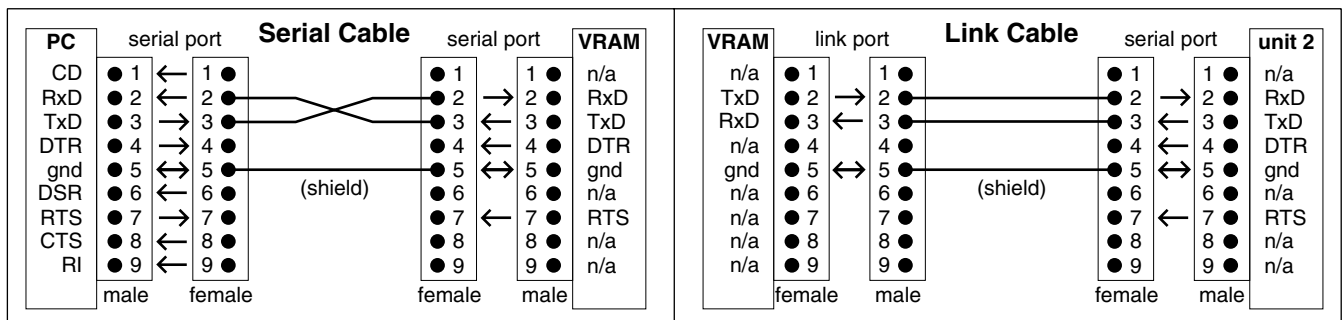 Serial Cable
PC serial port serial port VRAM
CD 1 1 1 1 n/a
RxD 2 2 2 2 RxD
TxD 3 3 3 3 TxD
DTR 4 4 4 4 DTR
gnd 5 5 5 5 gnd
(shield)
DSR 6 6 6 6 n/a
RTS 7 7 7 7 RTS
CTS 8 8 8 8 n/a
RI 9 9 9 9 n/a
male female female male
Link Cable
VRAM link port serial port unit 2
n/a 1 1 1 1 n/a
TxD 2 2 2 2 RxD
RxD 3 3 3 3 TxD
n/a 4 4 4 4 DTR
gnd 5 5 5 5 gnd
(shield)
n/a 6 6 6 6 n/a
n/a 7 7 7 7 RTS
n/a 8 8 8 8 n/a
n/a 9 9 9 9 n/a
female male female male